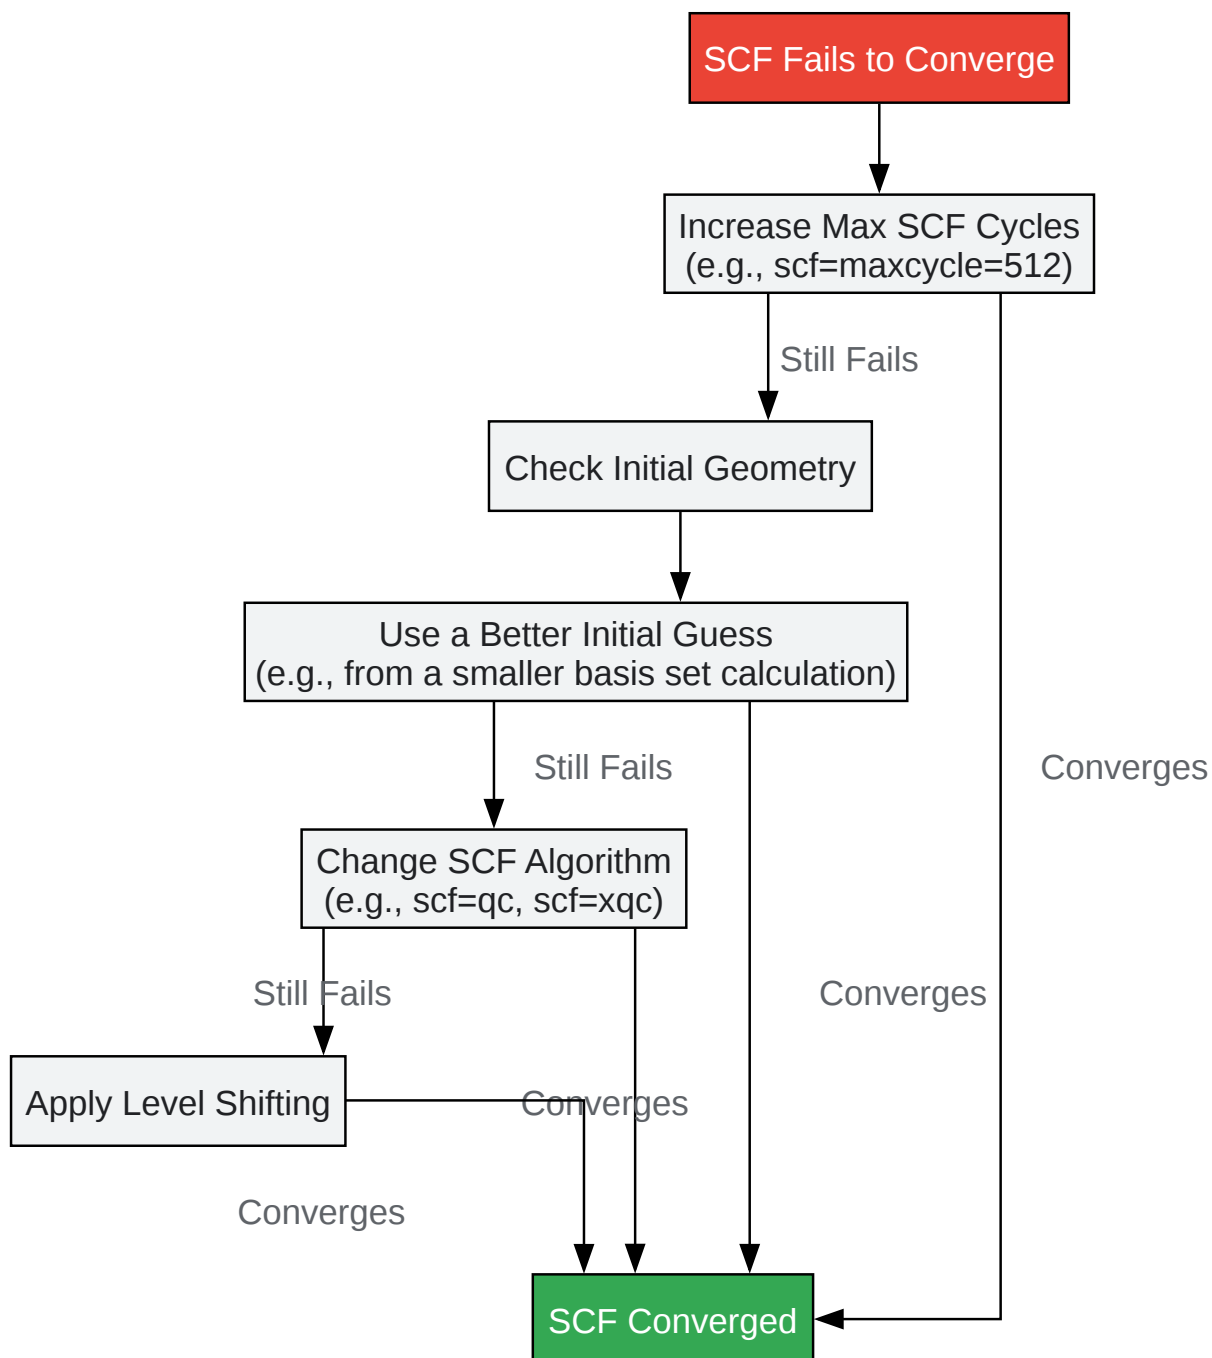 SCF Fails to Converge
Increase Max SCF Cycles
(e.g., scf=maxcycle=512)
Still Fails
Check Initial Geometry
Use a Better Initial Guess
(e.g., from a smaller basis set calculation)
Still Fails
Converges
Change SCF Algorithm
(e.g., scf=qc, scf=xqc)
Still Fails
Converges
Apply Level Shifting
Converges
Converges
SCF Converged